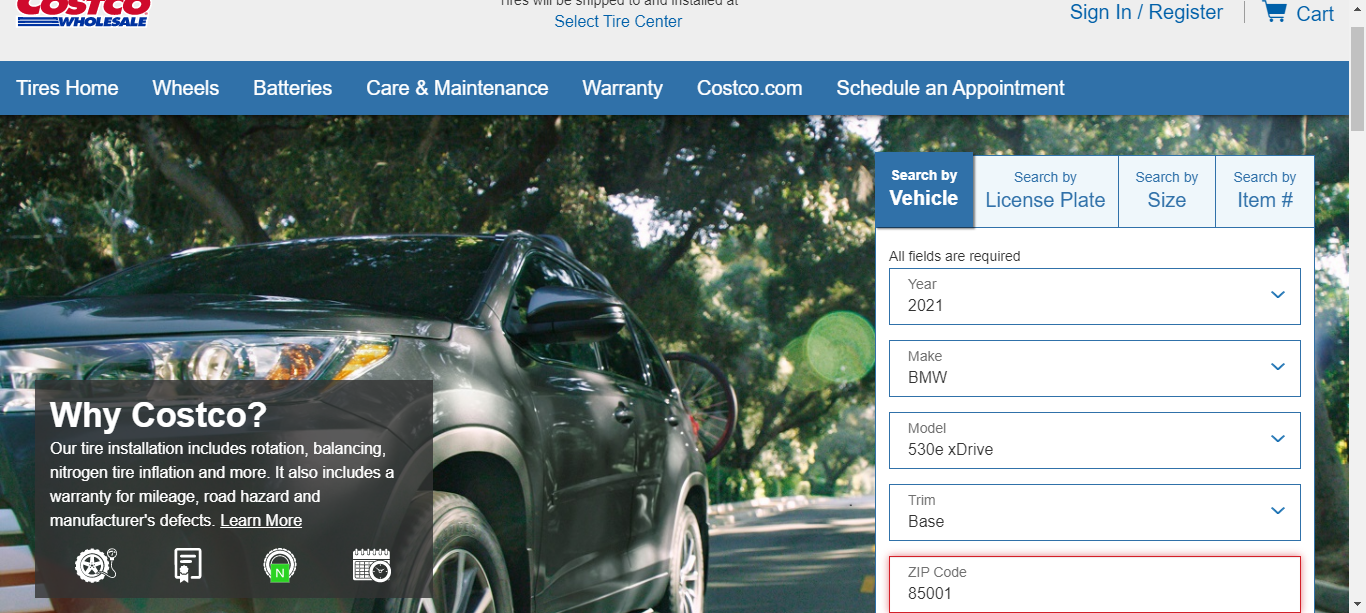 COSTCO
WHOLESALE
Tires will be shipped to and installed at
Select Tire Center
Sign In / Register
Cart
Tires Home
Wheels
Batteries
Care & Maintenance
Warranty
Costco.com
Schedule an Appointment
Search by
Vehicle
Search by
License Plate
Search by
Size
Search by
Item #
All fields are required
Year
2021
Make
BMW
Model
530e xDrive
Trim
Base
ZIP Code
85001
Why Costco?
Our tire installation includes rotation, balancing,
nitrogen tire inflation and more. It also includes a
warranty for mileage, road hazard and
manufacturer's defects. Learn More
N